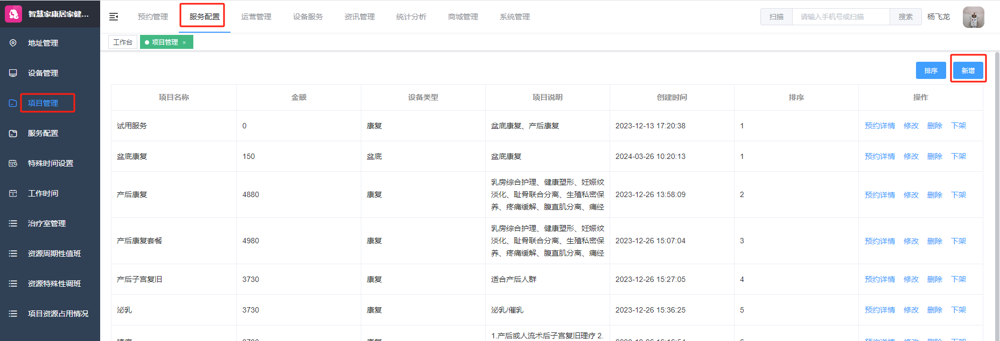 智慧家康居家健...
预约管理
服务配置
运营管理
设备服务
资讯管理
统计分析
商城管理
系统管理
扫描
请输入手机号或扫描
搜索
杨飞龙
工作台
项目管理 ×
地址管理
设备管理
项目管理
服务配置
特殊时间设置
工作时间
治疗室管理
资源周期性值班
资源特殊性调班
项目资源占用情况
排序
新增
项目名称 金额 设备类型 项目说明 创建时间 排序 操作
试用服务 0 康复 盆底康复、产后康复 2023-12-13 17:20:38 1 预约详情 修改 删除 下架
盆底康复 150 盆底 盆底康复 2024-03-26 10:20:13 1 预约详情 修改 删除 下架
产后康复 4880 康复
乳房综合护理、健康塑形、妊娠纹
淡化、耻骨联合分离、生殖私密保
养、疼痛缓解、腹直肌分离、痛经
2023-12-26 13:58:09 2 预约详情 修改 删除 下架
产后康复套餐 4980 康复
乳房综合护理、健康塑形、妊娠纹
淡化、耻骨联合分离、生殖私密保
养、疼痛缓解、腹直肌分离、痛经
2023-12-26 15:07:04 3 预约详情 修改 删除 下架
产后子宫复旧 3730 康复 适合产后人群 2023-12-26 15:27:05 4 预约详情 修改 删除 下架
泌乳 3730 康复 泌乳/催乳 2023-12-26 15:36:25 5 预约详情 修改 删除 下架
1.产后或人流术后子宫复旧理疗 2.